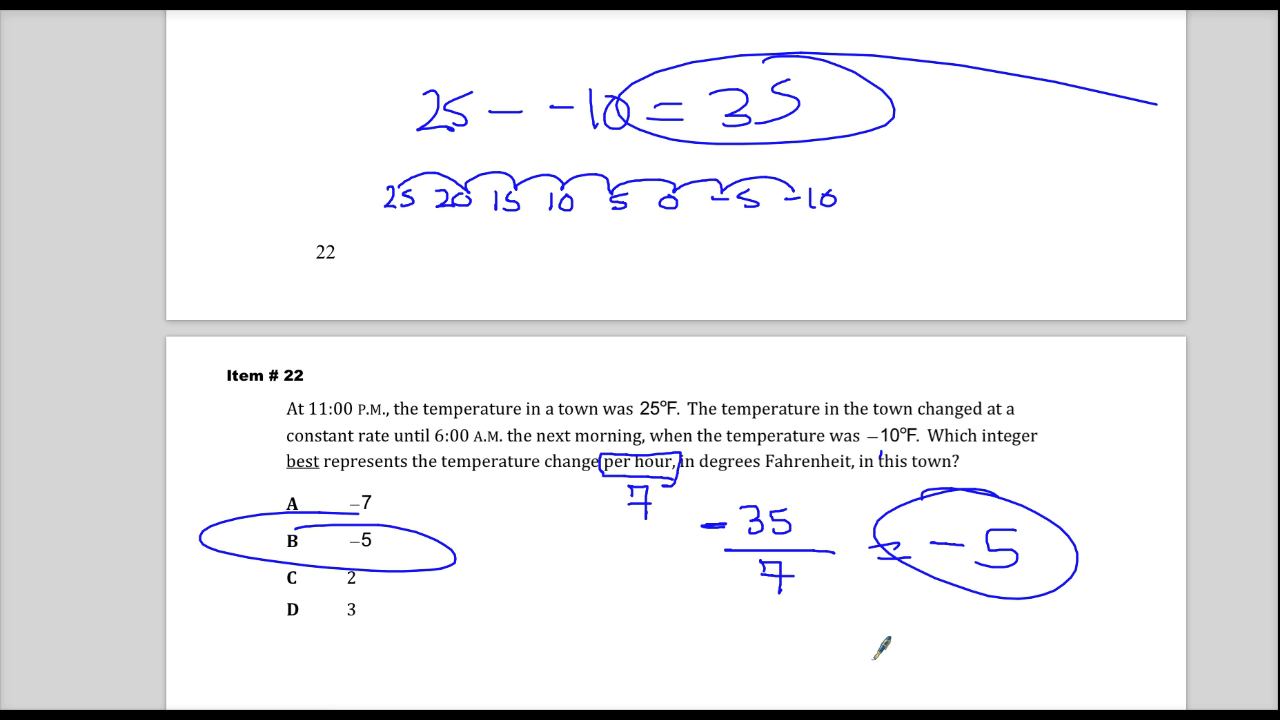 25 - -10 = 35
25 20 15 10 5 0 -5 -10
22
Item # 22
At 11:00 P.M., the temperature in a town was 25°F. The temperature in the town changed at a
constant rate until 6:00 A.M. the next morning, when the temperature was −10°F. Which integer
best represents the temperature change per hour, in degrees Fahrenheit, in this town?
7
A −7
B −5
C 2
D 3
-35
7
= -5